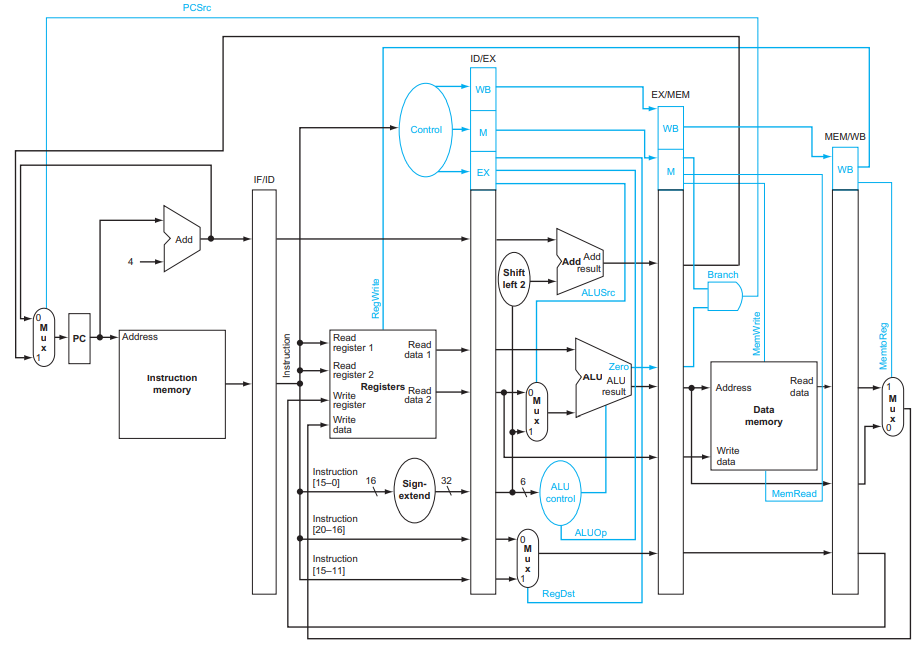 PCSrc
ID/EX
WB
EX/MEM
Control
M
WB
MEM/WB
EX
M
WB
IF/ID
Add
4
RegWrite
Shift
left 2
Add
Add
result
ALUSrc
Branch
0
M
u
x
1
PC
Address
Instruction
memory
Instruction
Read
register 1
Read
data 1
Read
register 2
Registers
Read
data 2
Write
register
Write
data
0
M
u
x
1
Zero
ALU
ALU
result
MemWrite
Address
Read
data
Data
memory
Write
data
MemtoReg
1
M
u
x
0
Instruction
[15–0]
16
Sign-
extend
32
6
ALU
control
MemRead
Instruction
[20–16]
ALUOp
0
M
u
x
1
Instruction
[15–11]
RegDst